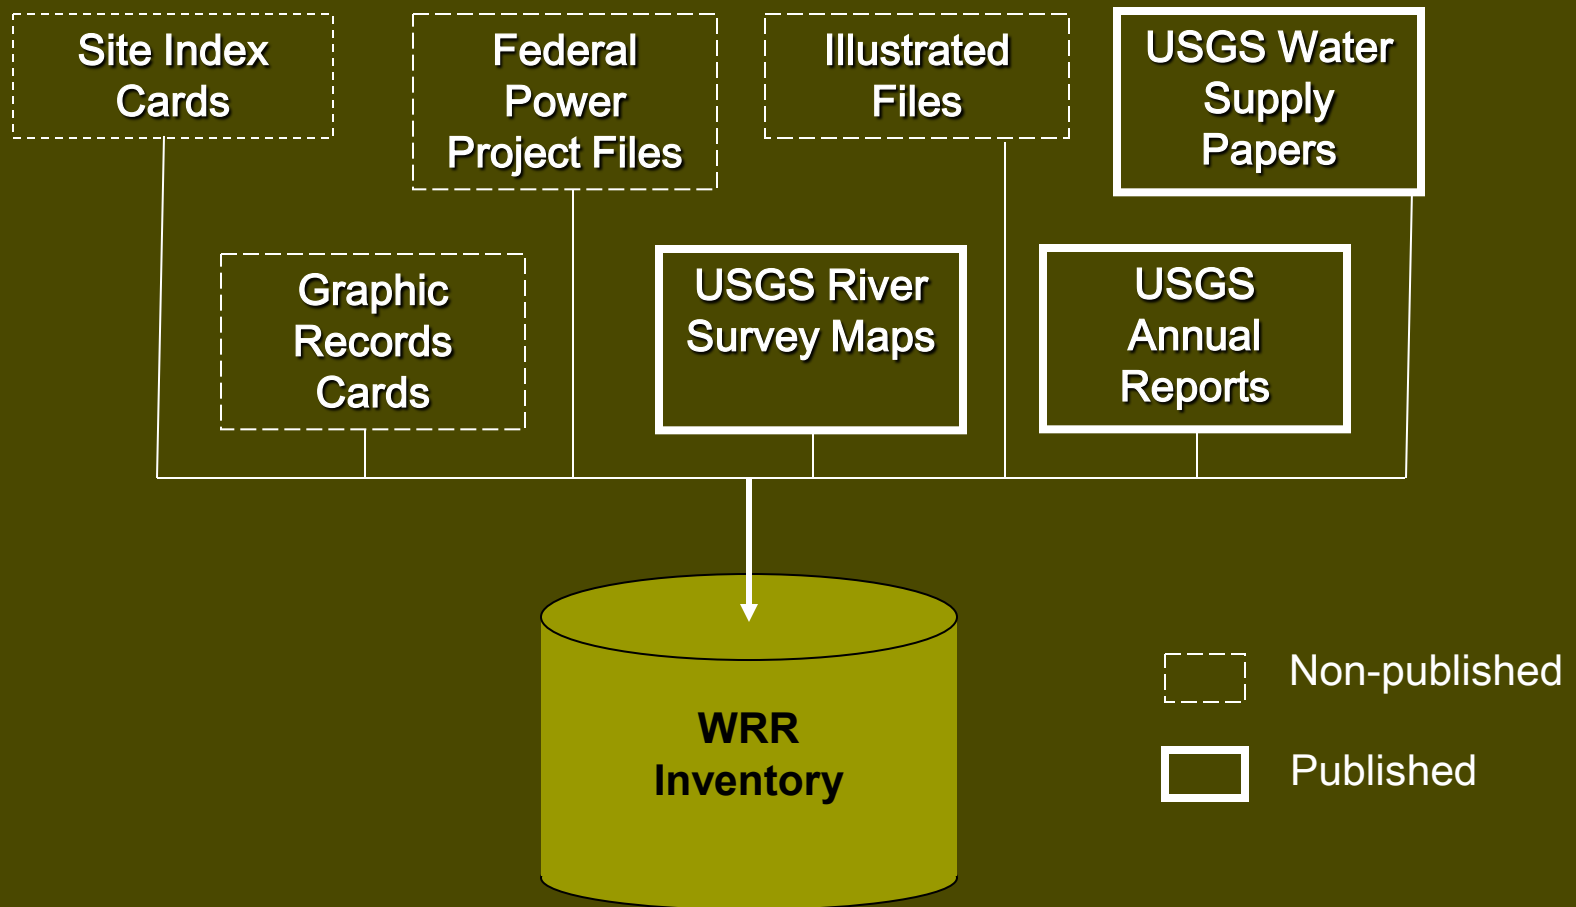 Site Index
Cards
Federal
Power
Project Files
Illustrated
Files
USGS Water
Supply
Papers
Graphic
Records
Cards
USGS River
Survey Maps
USGS
Annual
Reports
WRR
Inventory
Non-published
Published